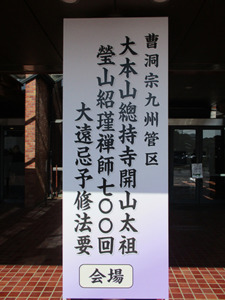 曹洞宗九州管区
大本山總持寺開山太祖
瑩山紹瑾禅師七〇〇回
大遠忌予修法要
会場